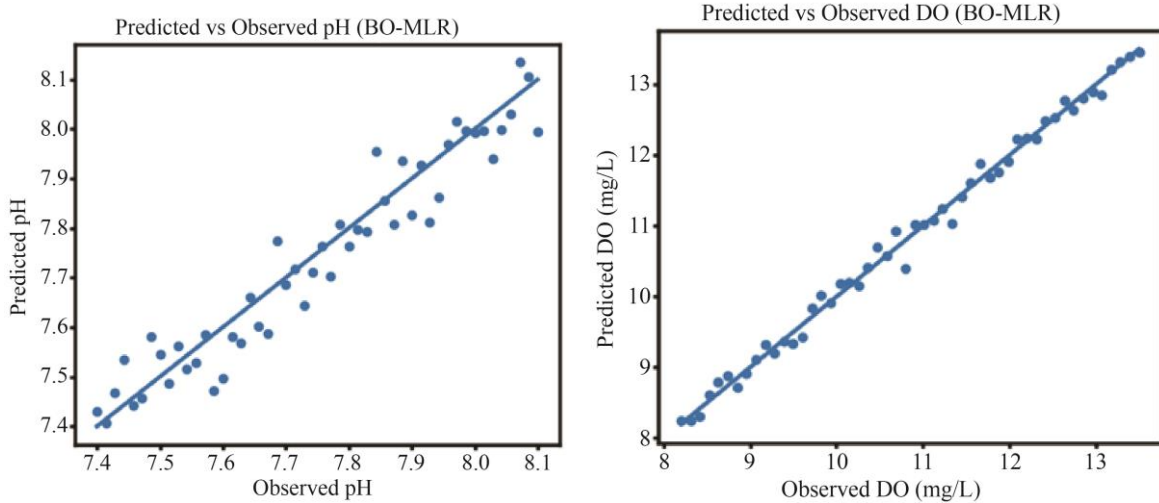 Predicted vs Observed pH (BO-MLR)
Predicted pH
8.1
8.0
7.9
7.8
7.7
7.6
7.5
7.4
7.4 7.5 7.6 7.7 7.8 7.9 8.0 8.1
Observed pH
Predicted vs Observed DO (BO-MLR)
Predicted DO (mg/L)
13
12
11
10
9
8
8 9 10 11 12 13
Observed DO (mg/L)